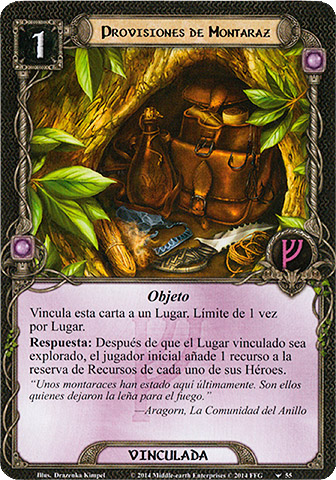 1
PROVISIONES DE MONTARAZ
Objeto
Vincula esta carta a un Lugar. Límite de 1 vez
por Lugar.
Respuesta: Después de que el Lugar vinculado sea
explorado, el jugador inicial añade 1 recurso a la
reserva de Recursos de cada uno de sus Héroes.
“Unos montaraces han estado aquí últimamente. Son ellos
quienes dejaron la leña para el fuego.”
—Aragorn, La Comunidad del Anillo
VINCULADA
Ilus. Drazenka Kimpel © 2014 Middle-earth Enterprises © 2014 FFG 55